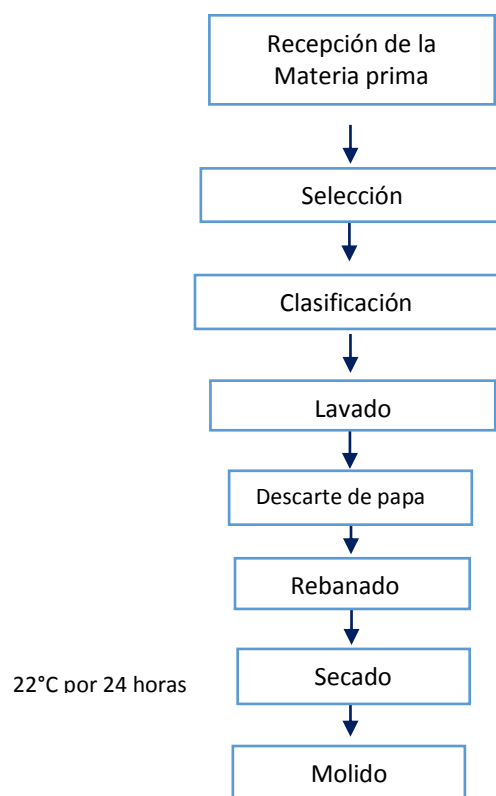 Recepción de la
Materia prima
Selección
Clasificación
Lavado
Descarte de papa
Rebanado
22°C por 24 horas
Secado
Molido